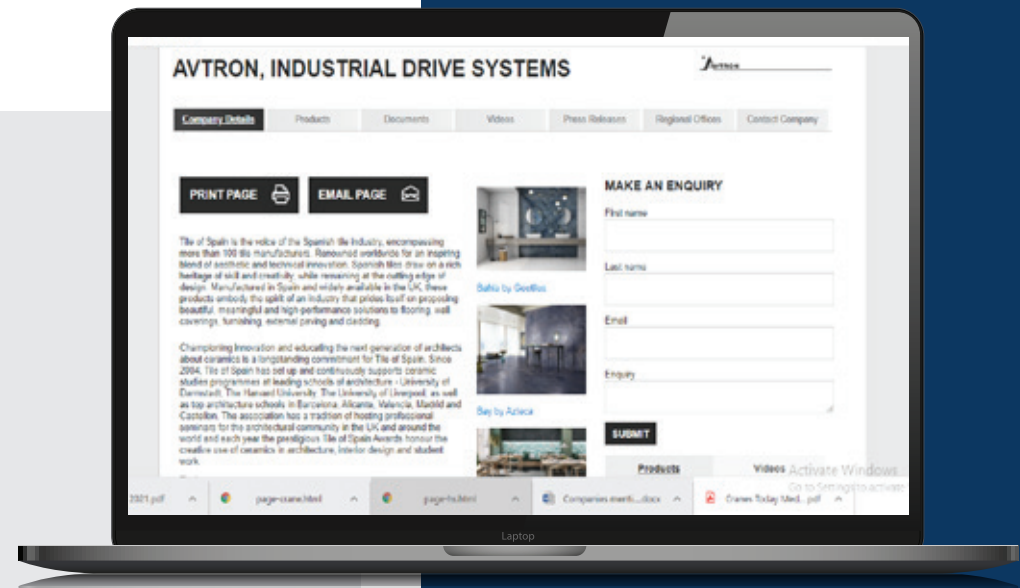 AVTRON, INDUSTRIAL DRIVE SYSTEMS
Avtron
Company Details
Products
Documents
Videos
Press Releases
Regional Offices
Contact Company
PRINT PAGE
EMAIL PAGE
Tile of Spain is the voice of the Spanish tile industry, encompassing
more than 100 tile manufacturers. Renowned worldwide for an inspiring
blend of aesthetic and technical innovation. Spanish tiles draw on a rich
heritage of skill and creativity, while remaining at the cutting edge of
design. Manufactured in Spain and widely available in the UK, these
products embody the spirit of an industry that prides itself on proposing
beautiful, meaningful and high-performance solutions to flooring, wall
coverings, furnishing, external paving and cladding.
Championing innovation and educating the next generation of architects
about ceramics is a longstanding commitment for Tile of Spain. Since
2004, Tile of Spain has set up and continuously supports ceramic
studies programmes at leading schools of architecture - University of
Darmstadt, The Harvard University, The University of Liverpool, as well
as top architecture schools in Barcelona, Alicante, Valencia, Madrid and
Castellon. The association has a tradition of hosting professional
seminars for the architectural community in the UK and around the
world and each year the prestigious Tile of Spain Awards honour the
creative use of ceramics in architecture, interior design and student
work.
Bahia by
Bay by
MAKE AN ENQUIRY
First name
Last name
Email
Enquiry
SUBMIT
Products
Videos
Activate Windows
Go to Settings to activate
2021.pdf
page-crane.html
page-hs.html
Companies menti....docx
Cranes Today Med....pdf
Laptop